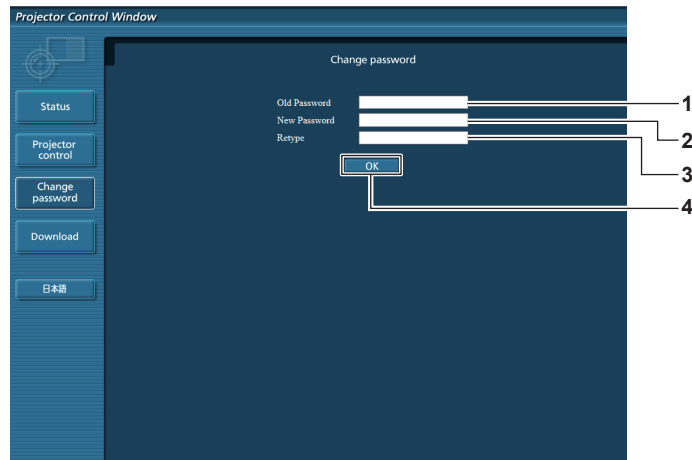 Projector Control Window
Change password
Status
Projector
control
Change
password
Download
日本語
Old Password
New Password
Retype
OK
1
2
3
4